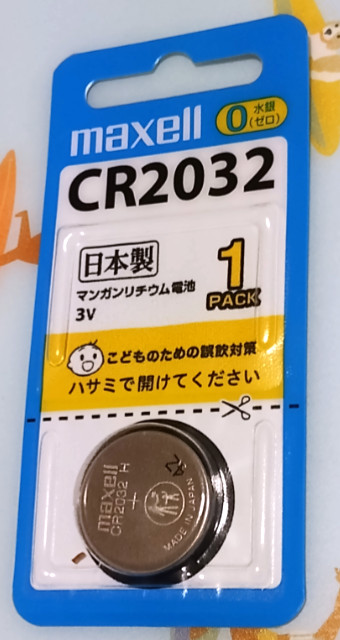 maxell
0 水銀
(ゼロ)
CR2032
日本製
1
PACK
マンガンリチウム電池
3V
こどものための誤飲対策
ハサミで開けてください
maxell
CR2032 H
+
MADE IN JAPAN